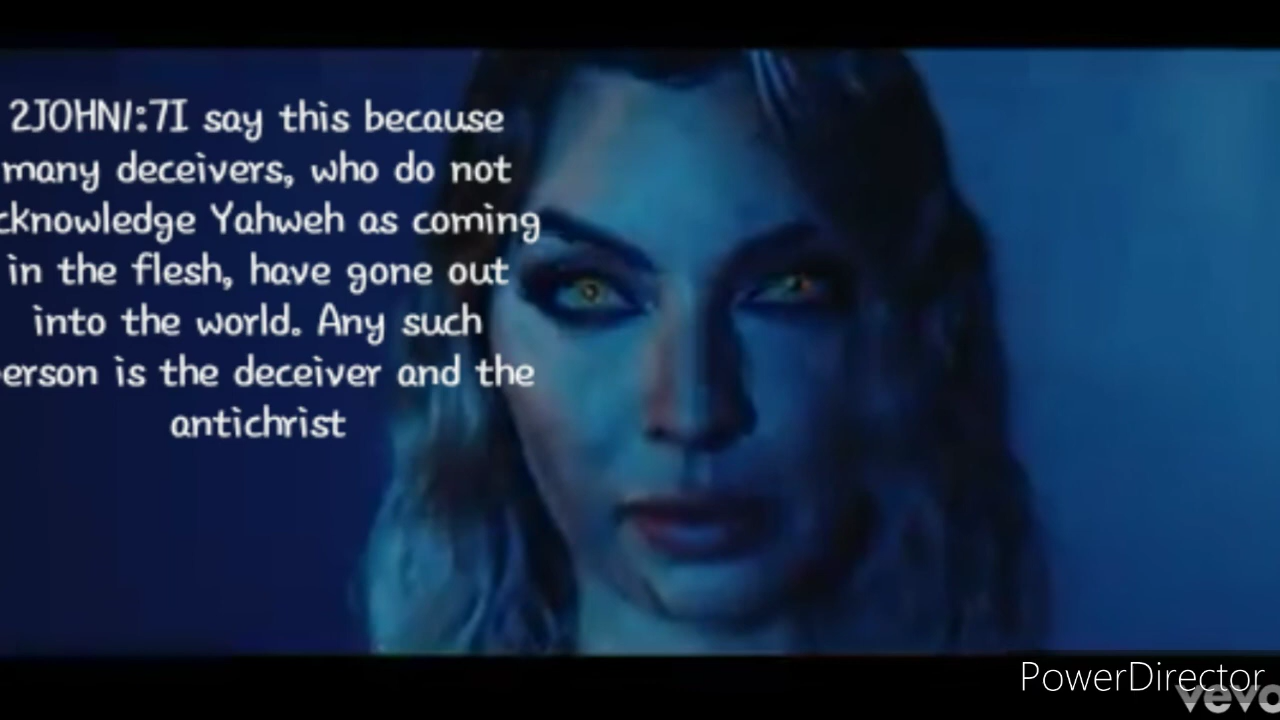 2JOHN1:7I say this because
many deceivers, who do not
cknowledge Yahweh as coming
in the flesh, have gone out
into the world. Any such
erson is the deceiver and the
antichrist
PowerDirector
vevo